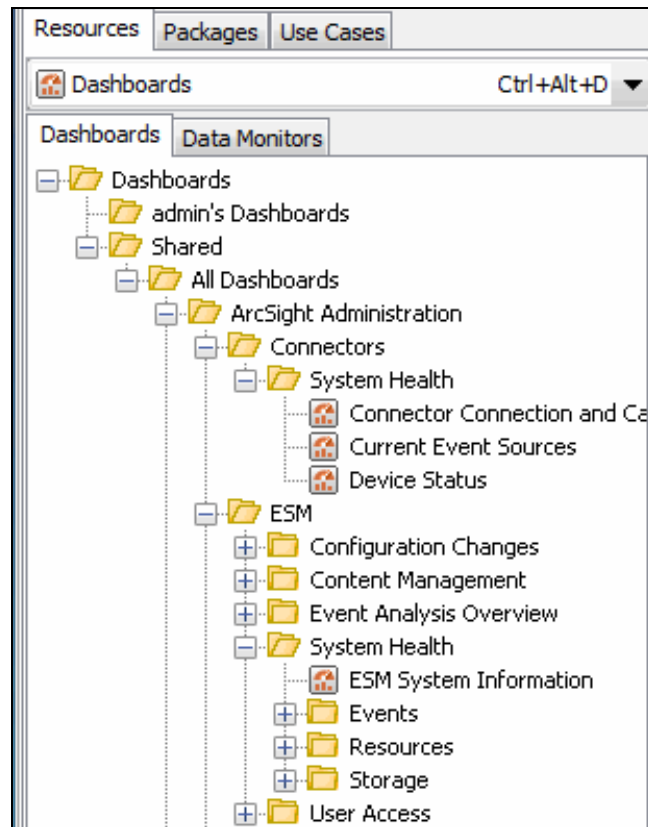 Resources Packages Use Cases
Dashboards Ctrl+Alt+D
Dashboards Data Monitors
Dashboards
admin's Dashboards
Shared
All Dashboards
ArcSight Administration
Connectors
System Health
Connector Connection and Ca
Current Event Sources
Device Status
ESM
Configuration Changes
Content Management
Event Analysis Overview
System Health
ESM System Information
Events
Resources
Storage
User Access